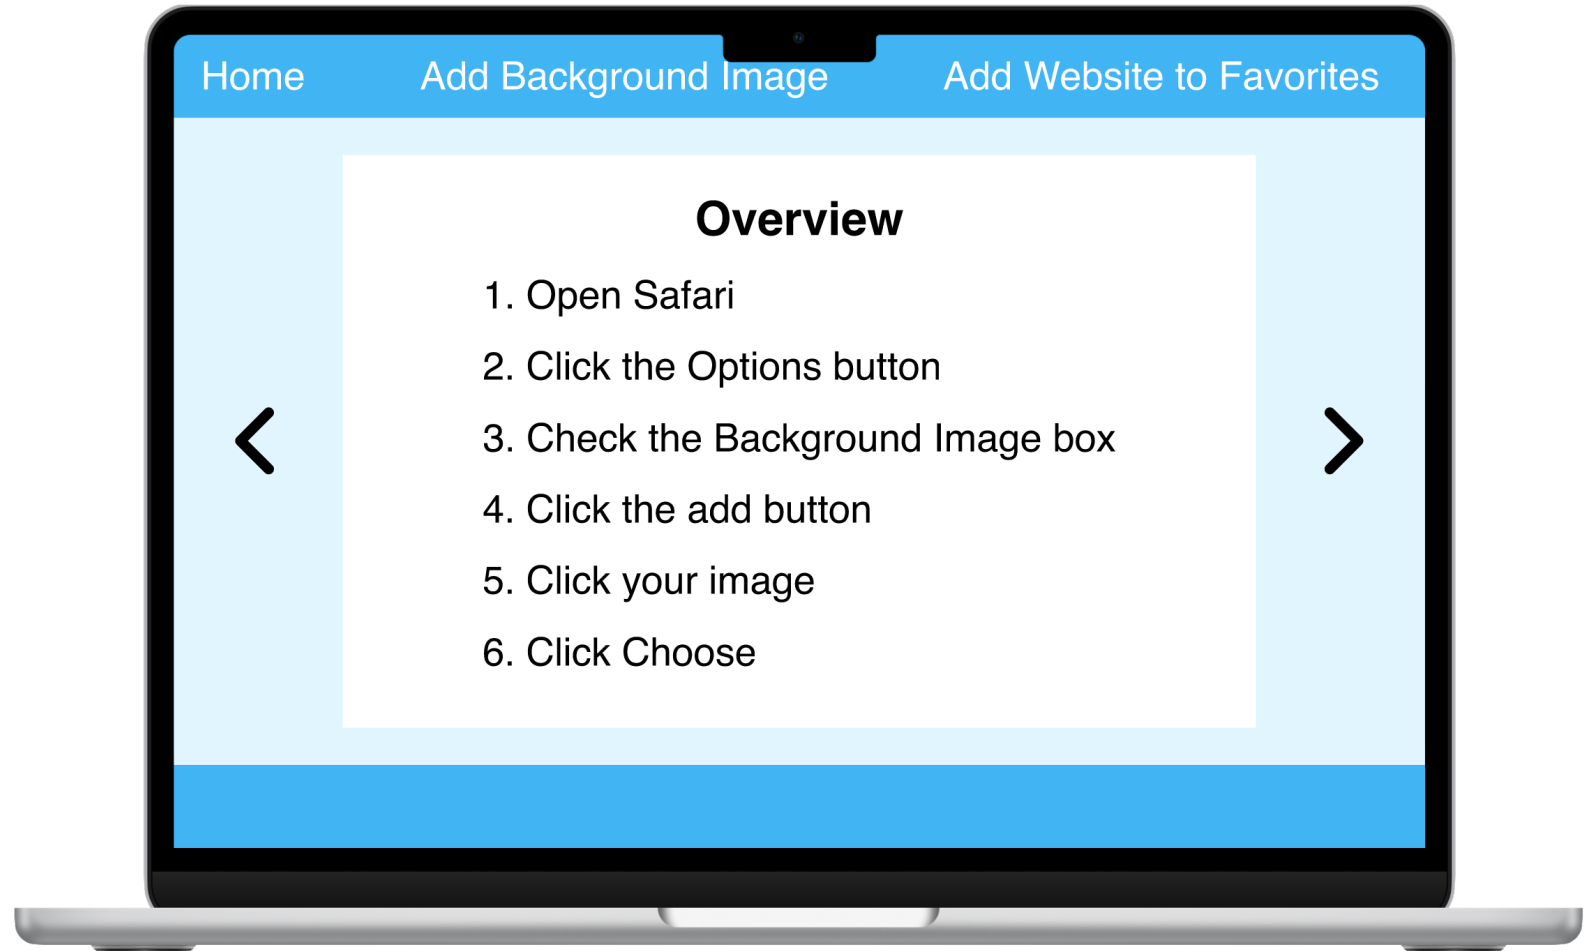 Home Add Background Image Add Website to Favorites
Overview
1. Open Safari
2. Click the Options button
3. Check the Background Image box
4. Click the add button
5. Click your image
6. Click Choose